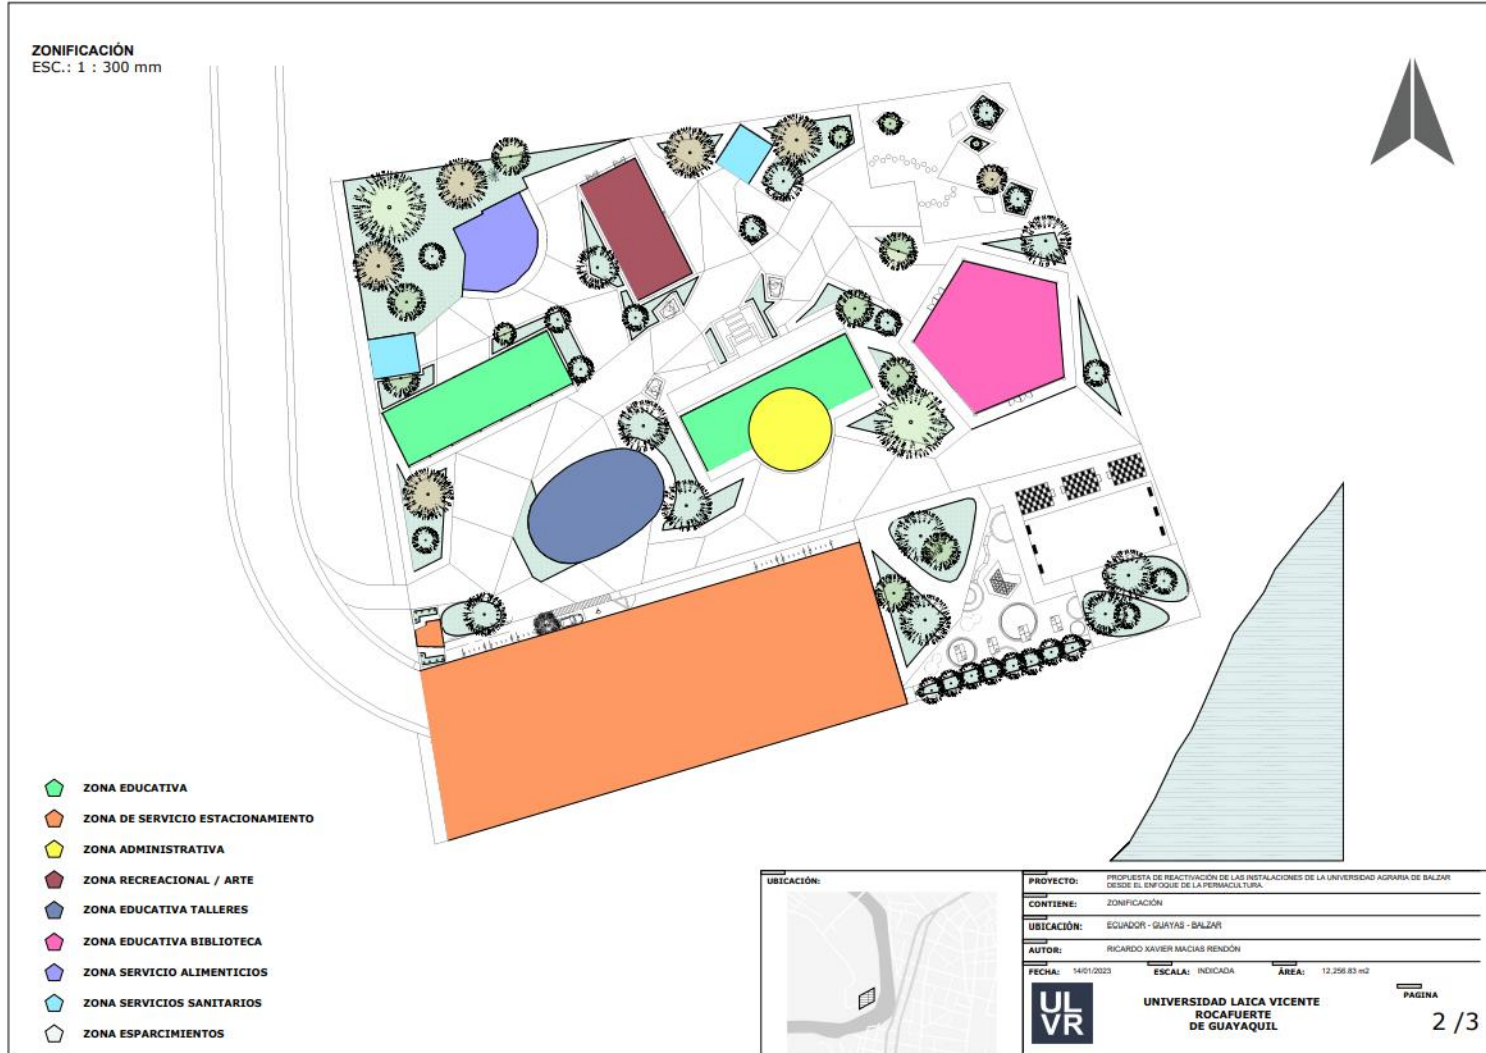 ZONIFICACIÓN
ESC.: 1 : 300 mm
ZONA EDUCATIVA
ZONA DE SERVICIO ESTACIONAMIENTO
ZONA ADMINISTRATIVA
ZONA RECREACIONAL / ARTE
ZONA EDUCATIVA TALLERES
ZONA EDUCATIVA BIBLIOTECA
ZONA SERVICIO ALIMENTICIOS
ZONA SERVICIOS SANITARIOS
ZONA ESPARCIMIENTOS
UBICACIÓN:
PROYECTO: PROPUESTA DE REACTIVACIÓN DE LAS INSTALACIONES DE LA UNIVERSIDAD AGRARIA DE BALZAR
DESDE EL ENFOQUE DE LA PERMACULTURA.
CONTIENE: ZONIFICACIÓN
UBICACIÓN: ECUADOR - GUAYAS - BALZAR
AUTOR: RICARDO XAVIER MACIAS RENDÓN
FECHA: 14/01/2023 ESCALA: INDICADA ÁREA: 12,256.83 m2
UL
VR
UNIVERSIDAD LAICA VICENTE
ROCAFUERTE
DE GUAYAQUIL
PAGINA
2 /3